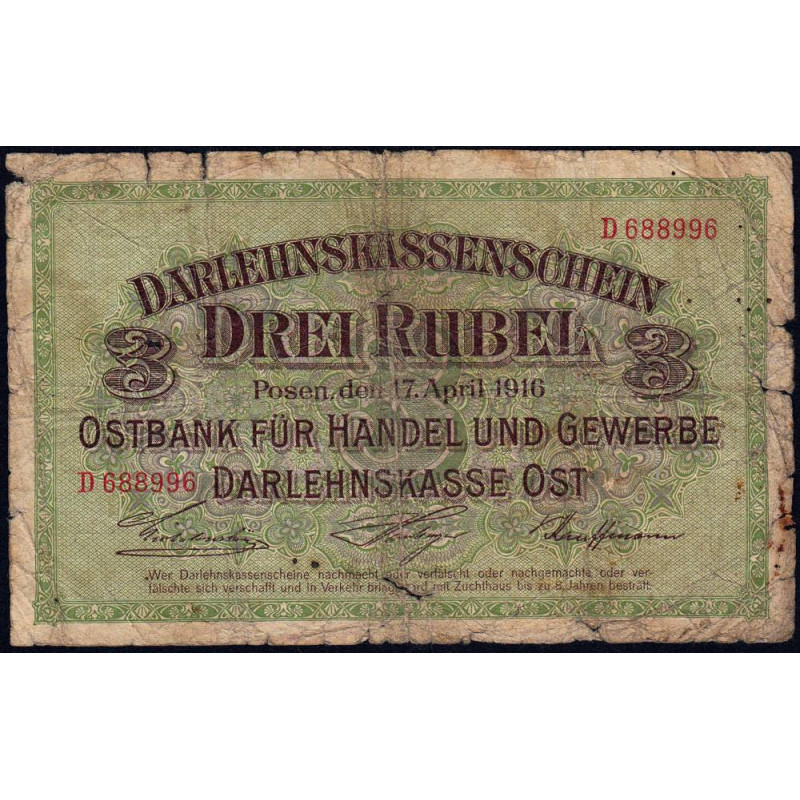 D 688996
DARLEHNSKASSENSCHEIN
3 DREI RUBEL 3
Posen, den 17. April 1916
OSTBANK FÜR HANDEL UND GEWERBE
D 688996 DARLEHNSKASSE OST
Kauffmann
„Wer Darlehnskassenscheine nachmacht oder verfälscht oder nachgemachte oder ver-
fälschte sich verschafft und in Verkehr bringt, wird mit Zuchthaus bis zu 8 Jahren bestraft.